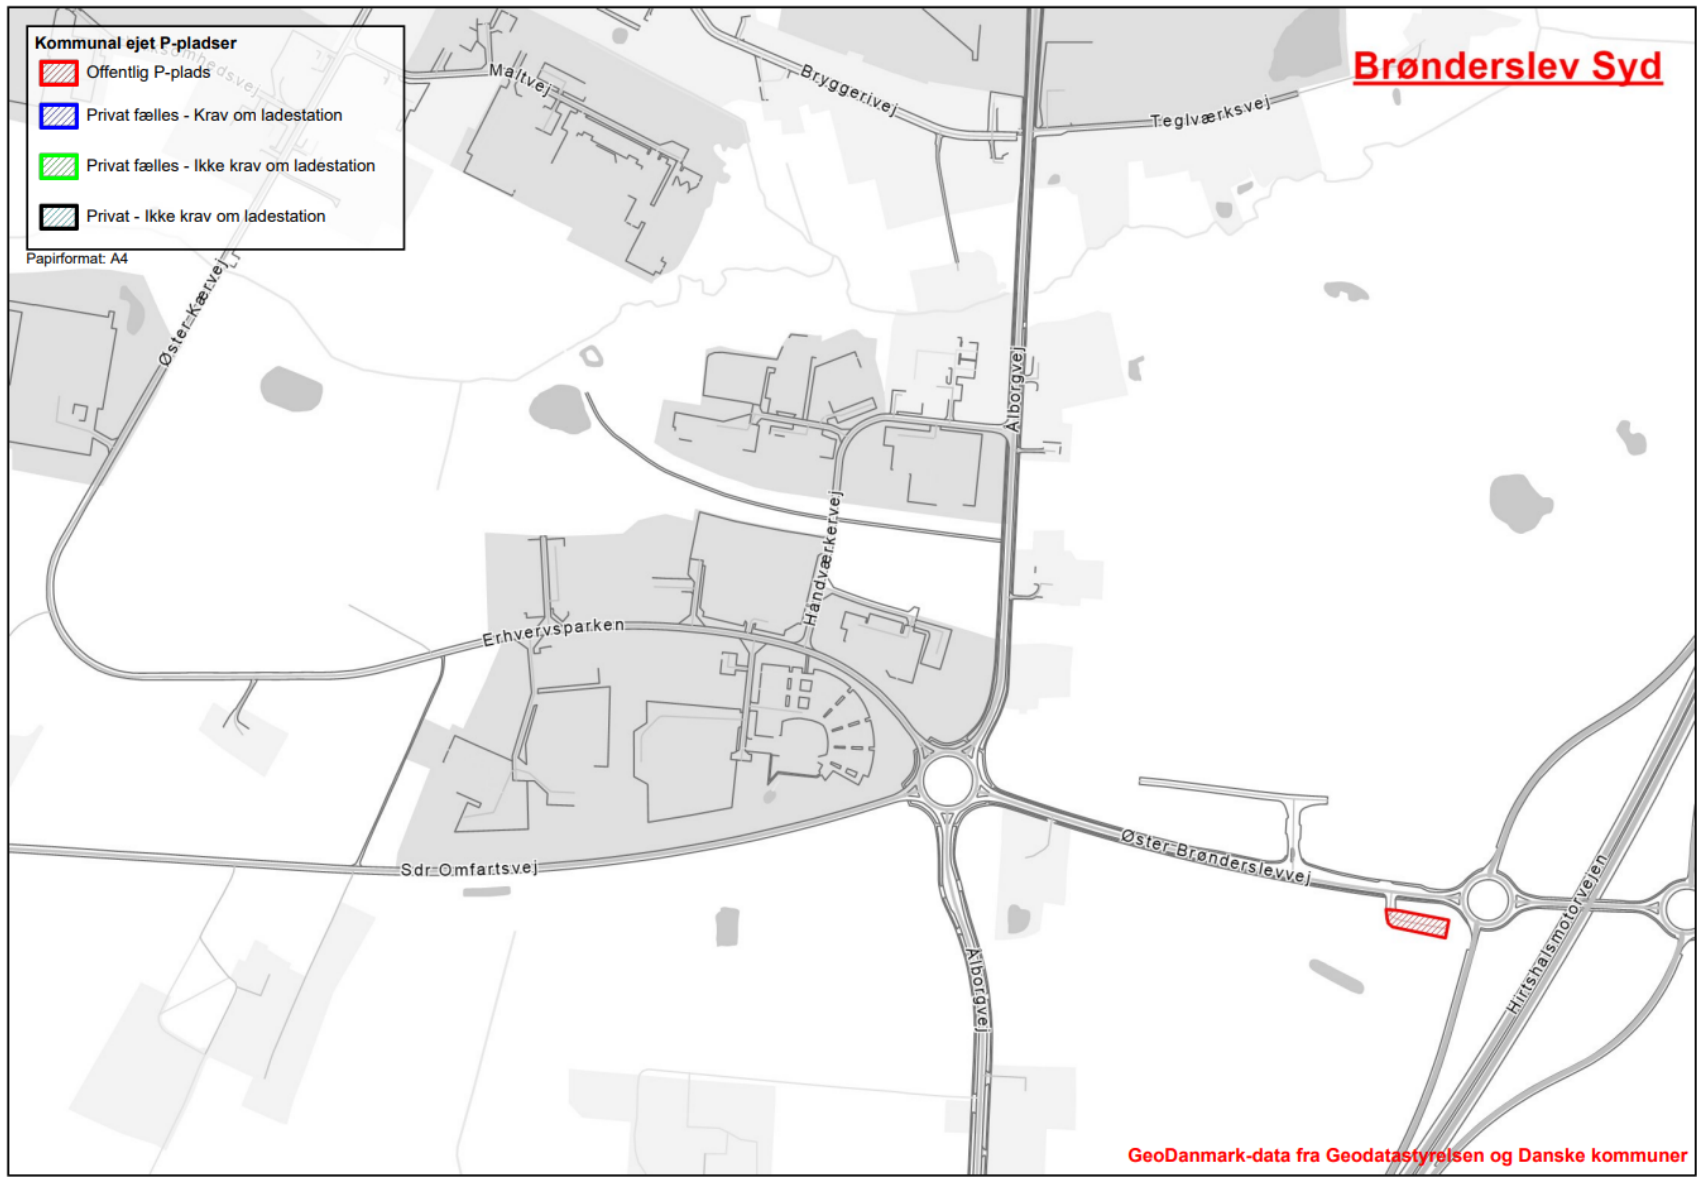 Kommunal ejet P-pladser
Offentlig P-plads
Privat fælles - Krav om ladestation
Privat fælles - Ikke krav om ladestation
Privat - Ikke krav om ladestation
Papirformat: A4
Brønderslev Syd
Maltvej
Bryggerivej
Teglværksvej
Øster Kærvej
Ålborgvej
Håndværkervej
Erhvervsparken
Sdr Omfartsvej
Øster Brønderslevvej
Hirtshalsmotorvejen
Ålborgvej
GeoDanmark-data fra Geodatastyrelsen og Danske kommuner